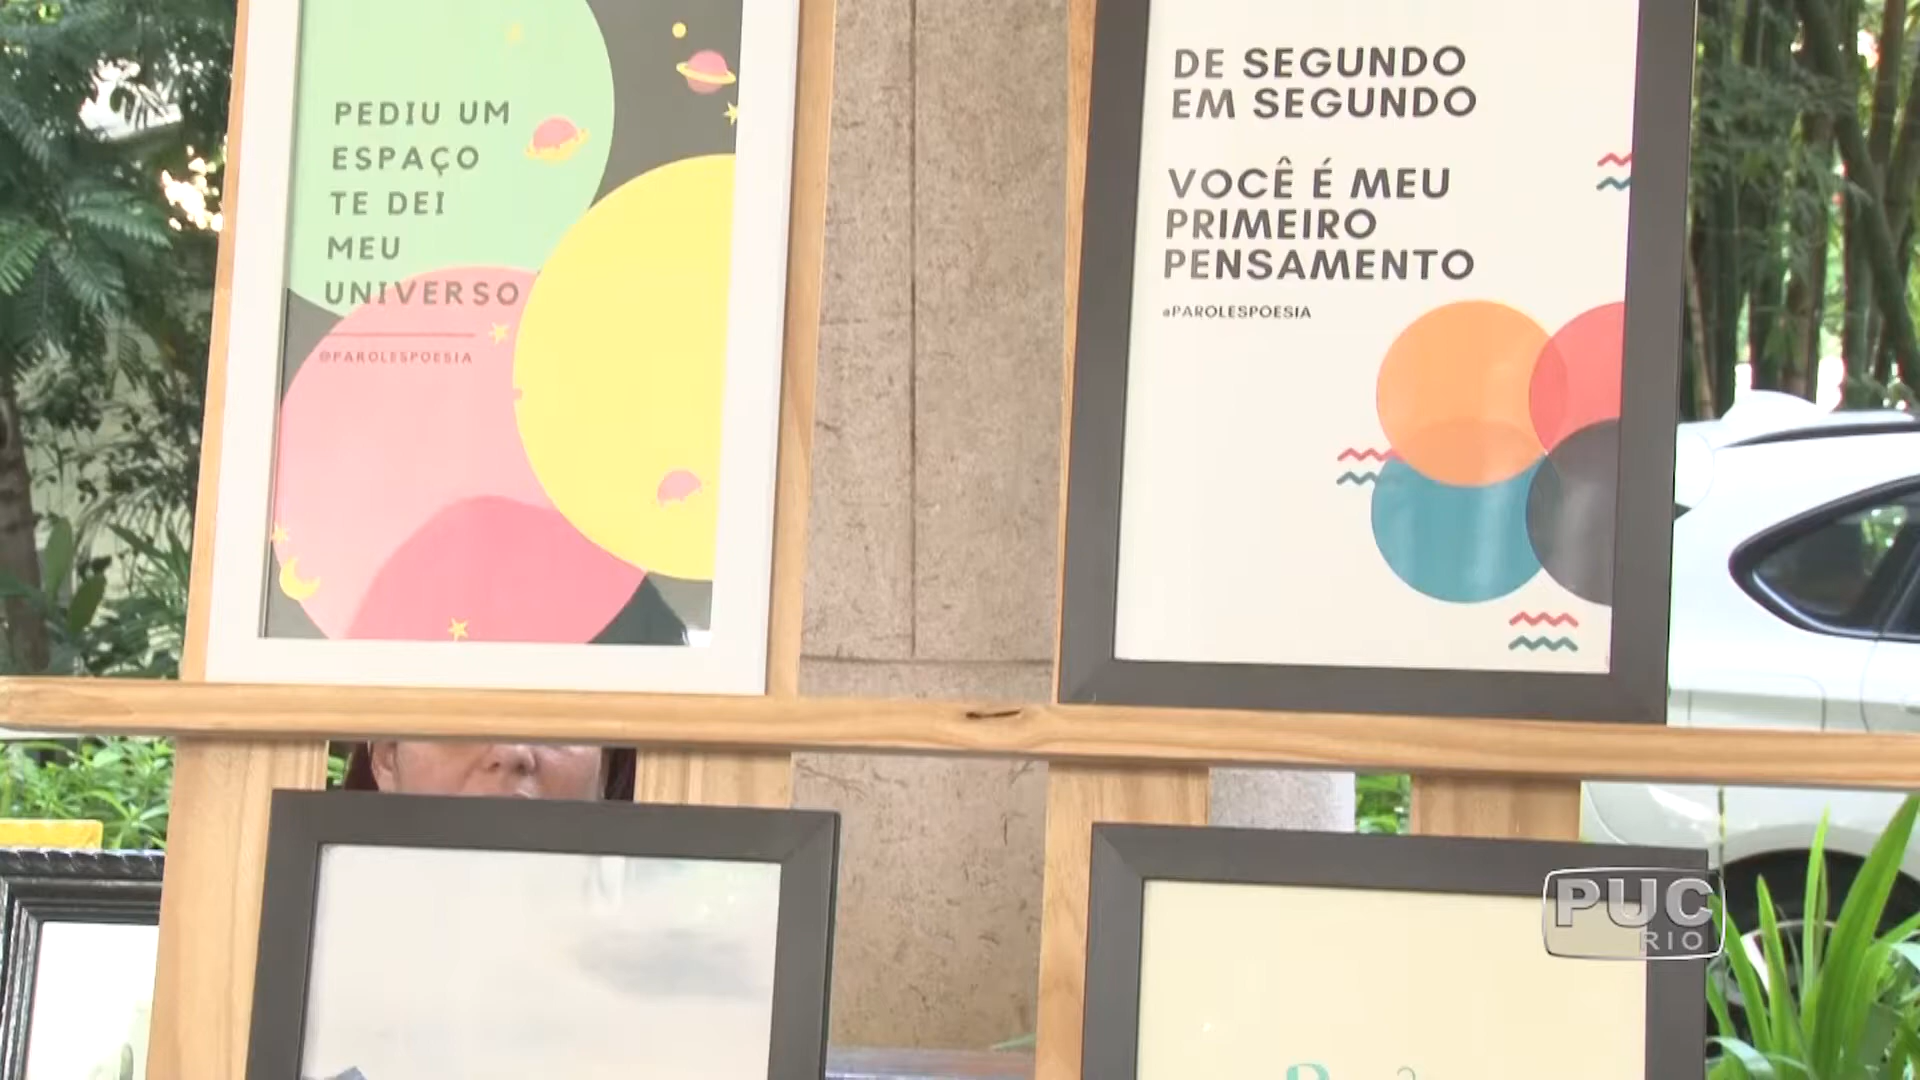 PEDIU UM
ESPAÇO
TE DEI
MEU
UNIVERSO
@PAROLESPOESIA
DE SEGUNDO
EM SEGUNDO
VOCÊ É MEU
PRIMEIRO
PENSAMENTO
@PAROLESPOESIA
PUC
RIO